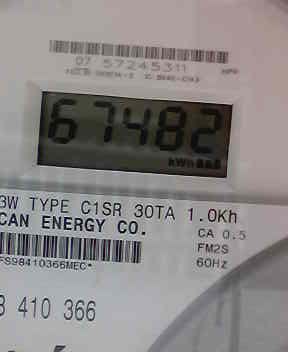 07 57245311
67482
kWh
3W TYPE C1SR 30TA 1.0Kh
CAN ENERGY CO.
CA 0.5
FM2S
60Hz
FS98410366MEC*
8 410 366